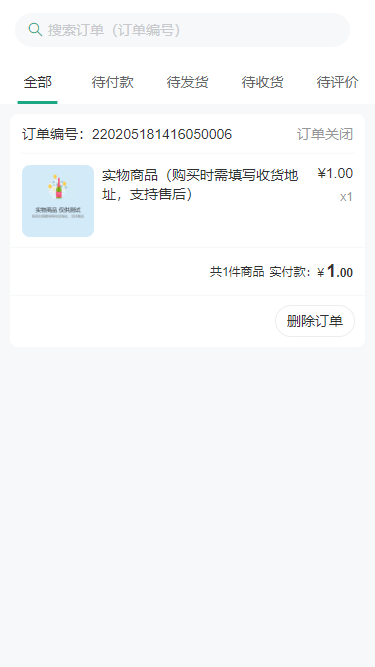 搜索订单（订单编号）
全部 待付款 待发货 待收货 待评价
订单编号：220205181416050006 订单关闭
实物商品（购买时需填写收货地 ¥1.00
址，支持售后） x1
实物商品 仅供测试
共1件商品 实付款：¥1.00
删除订单